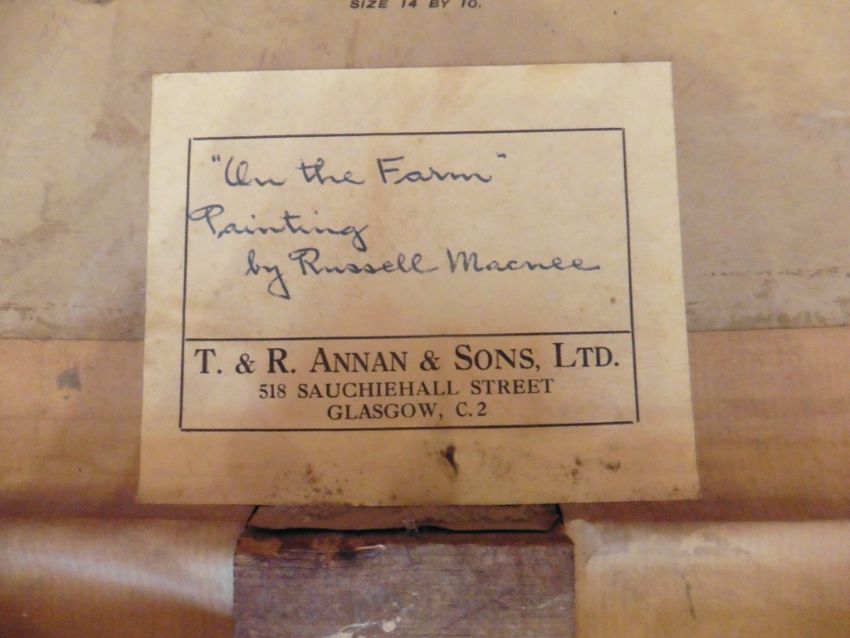 SIZE 14 BY 10.
"On the Farm"
Painting
by Russell Macnee
T. & R. ANNAN & SONS, LTD.
518 SAUCHIEHALL STREET
GLASGOW, C.2